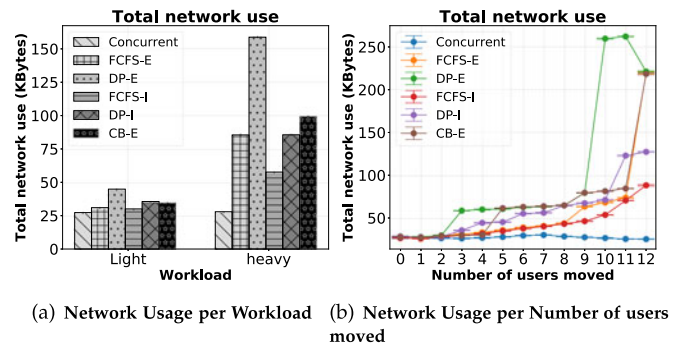 Total network use
Total network use (KBytes)
150
125
100
75
50
25
0
Concurrent
FCFS-E
DP-E
FCFS-I
DP-I
CB-E
Light
heavy
Workload
(a) Network Usage per Workload
Total network use
Total network use (KBytes)
250
200
150
100
50
Concurrent
FCFS-E
DP-E
FCFS-I
DP-I
CB-E
0 1 2 3 4 5 6 7 8 9 10 11 12
Number of users moved
(b) Network Usage per Number of users
moved